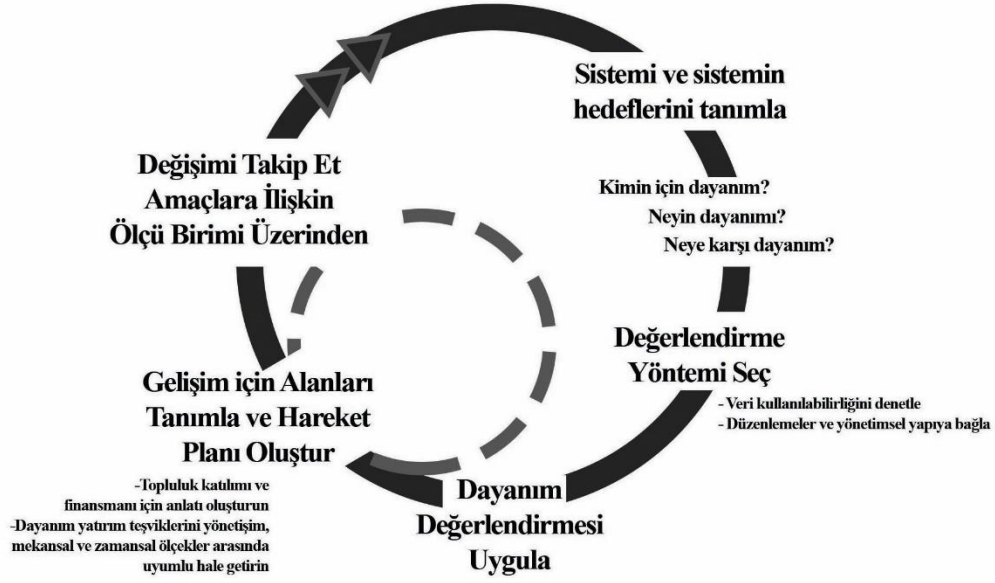 Sistemi ve sistemin
hedeflerini tanımla
Kimin için dayanım?
Neyin dayanımı?
Neye karşı dayanım?
Değerlendirme
Yöntemi Seç
- Veri kullanılabilirliğini denetle
- Düzenlemeler ve yönetimsel yapıya bağla
Dayanım
Değerlendirmesi
Uygula
Gelişim için Alanları
Tanımla ve Hareket
Planı Oluştur
-Topluluk katılımı ve
finansmanı için anlatı oluşturun
-Dayanım yatırım teşviklerini yönetişim,
mekansal ve zamansal ölçekler arasında
uyumlu hale getirin
Değişimi Takip Et
Amaçlara İlişkin
Ölçü Birimi Üzerinden